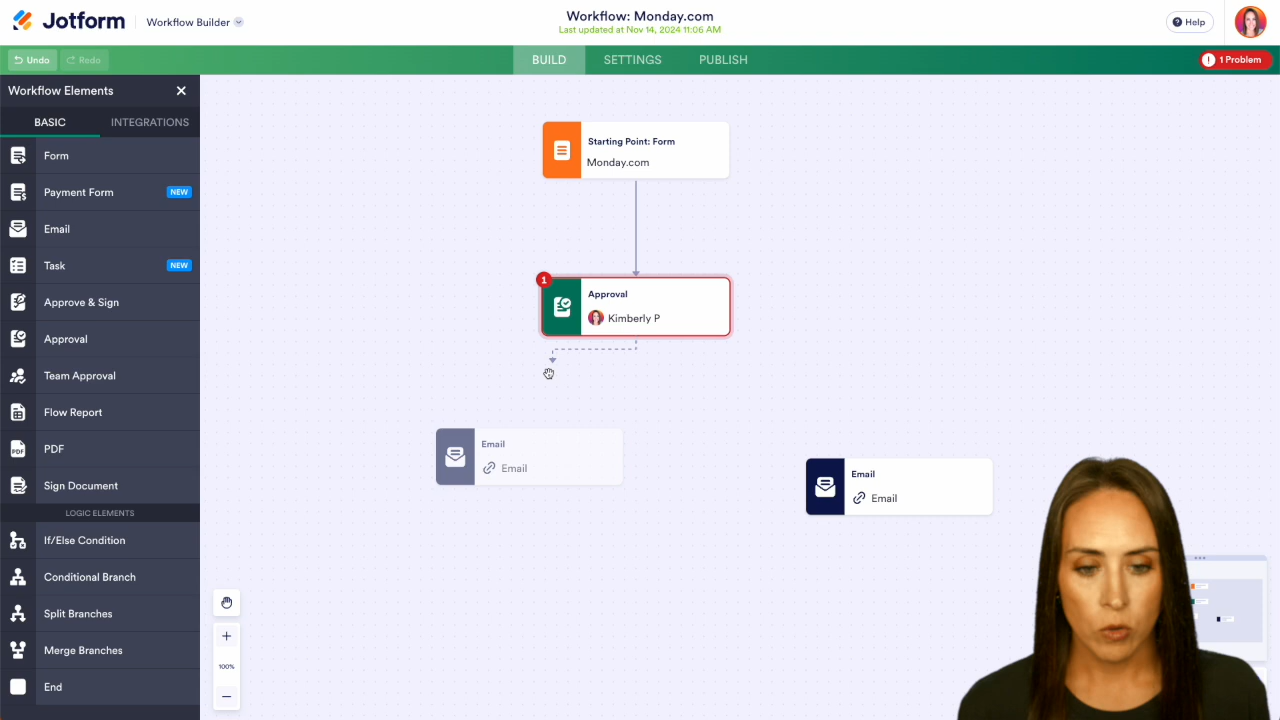 Jotform
Workflow Builder
Workflow: Monday.com
Last updated at Nov 14, 2024 11:06 AM
Help
Undo
Redo
BUILD
SETTINGS
PUBLISH
1 Problem
Workflow Elements
BASIC
INTEGRATIONS
Form
Payment Form NEW
Email
Task NEW
Approve & Sign
Approval
Team Approval
Flow Report
PDF
PDF
Sign Document
LOGIC ELEMENTS
If/Else Condition
Conditional Branch
Split Branches
Merge Branches
End
Starting Point: Form
Monday.com
1
Approval
Kimberly P
Email
Email
Email
Email
100%